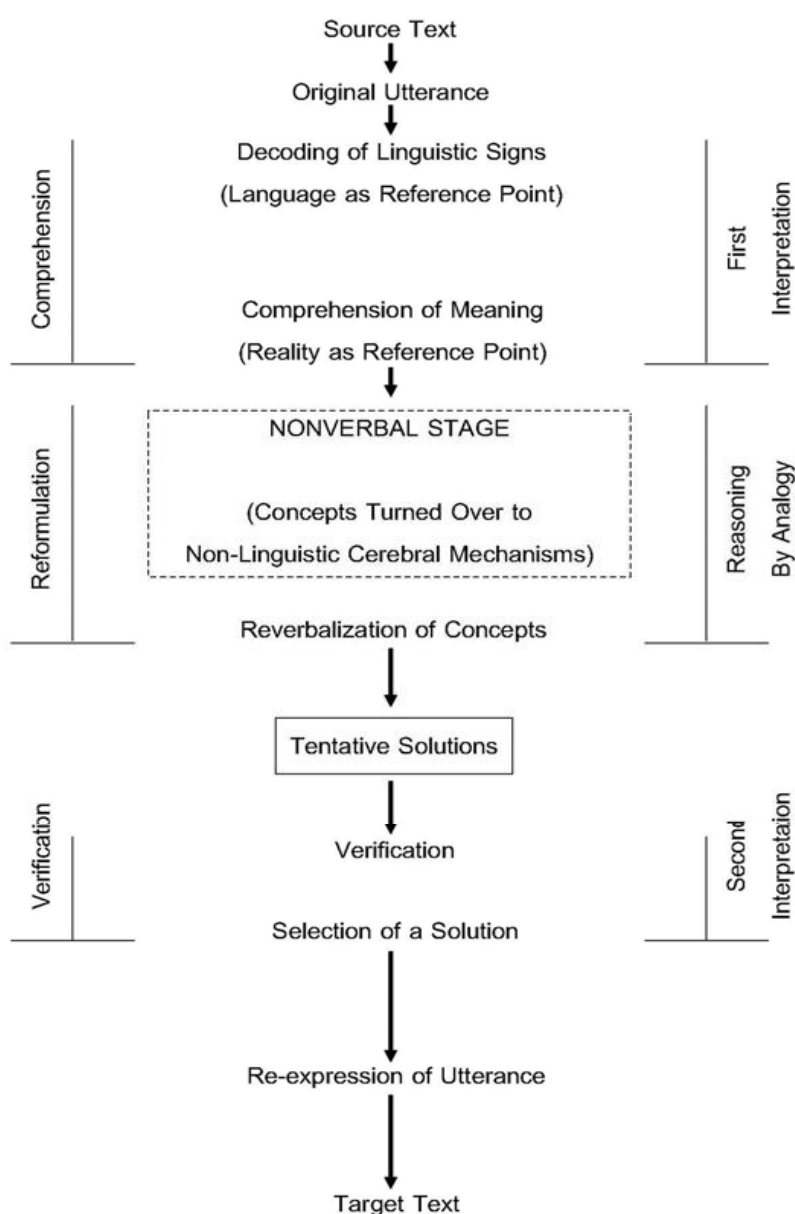 Source Text
Original Utterance
Decoding of Linguistic Signs
(Language as Reference Point)
Comprehension
First
Interpretation
Comprehension of Meaning
(Reality as Reference Point)
NONVERBAL STAGE
(Concepts Turned Over to
Non-Linguistic Cerebral Mechanisms)
Reformulation
Reasoning
By Analogy
Reverbalization of Concepts
Tentative Solutions
Verification
Verification
Second
Interpretaion
Selection of a Solution
Re-expression of Utterance
Target Text